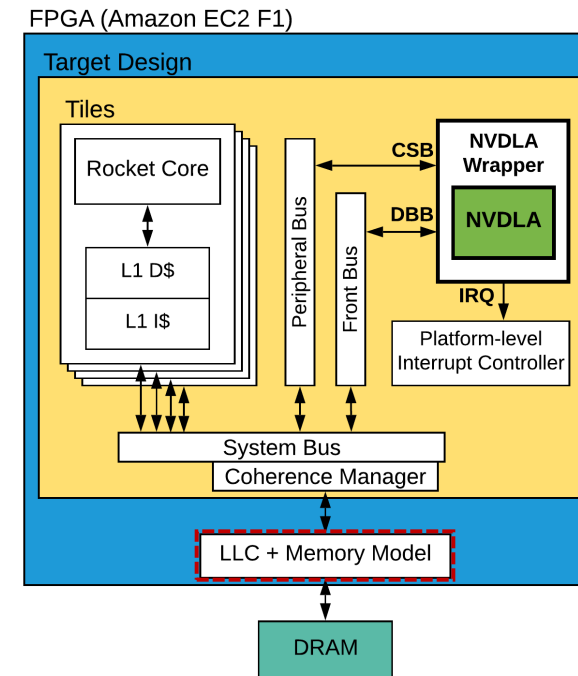 FPGA (Amazon EC2 F1)
Target Design
Tiles
Rocket Core
L1 D$
L1 I$
Peripheral Bus
Front Bus
CSB
DBB
NVDLA
Wrapper
NVDLA
IRQ
Platform-level
Interrupt Controller
System Bus
Coherence Manager
LLC + Memory Model
DRAM